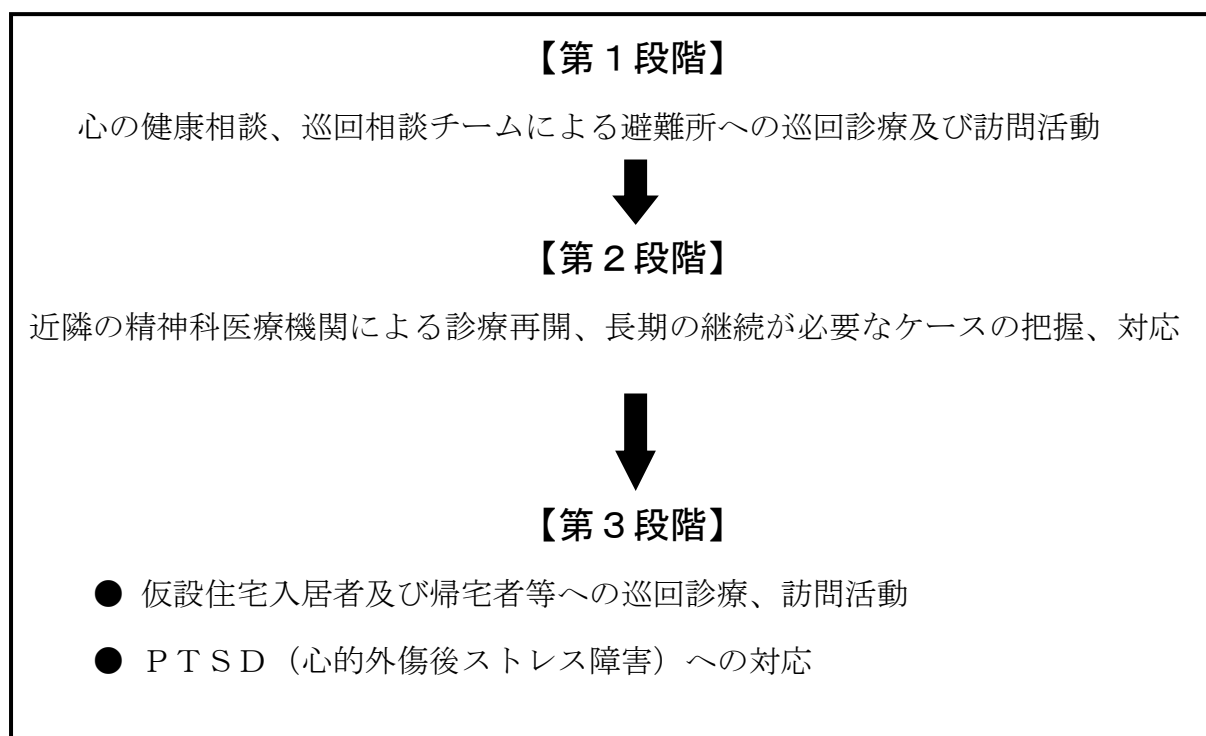 【第１段階】
心の健康相談、巡回相談チームによる避難所への巡回診療及び訪問活動
【第２段階】
近隣の精神科医療機関による診療再開、長期の継続が必要なケースの把握、対応
【第３段階】
● 仮設住宅入居者及び帰宅者等への巡回診療、訪問活動
● ＰＴＳＤ（心的外傷後ストレス障害）への対応